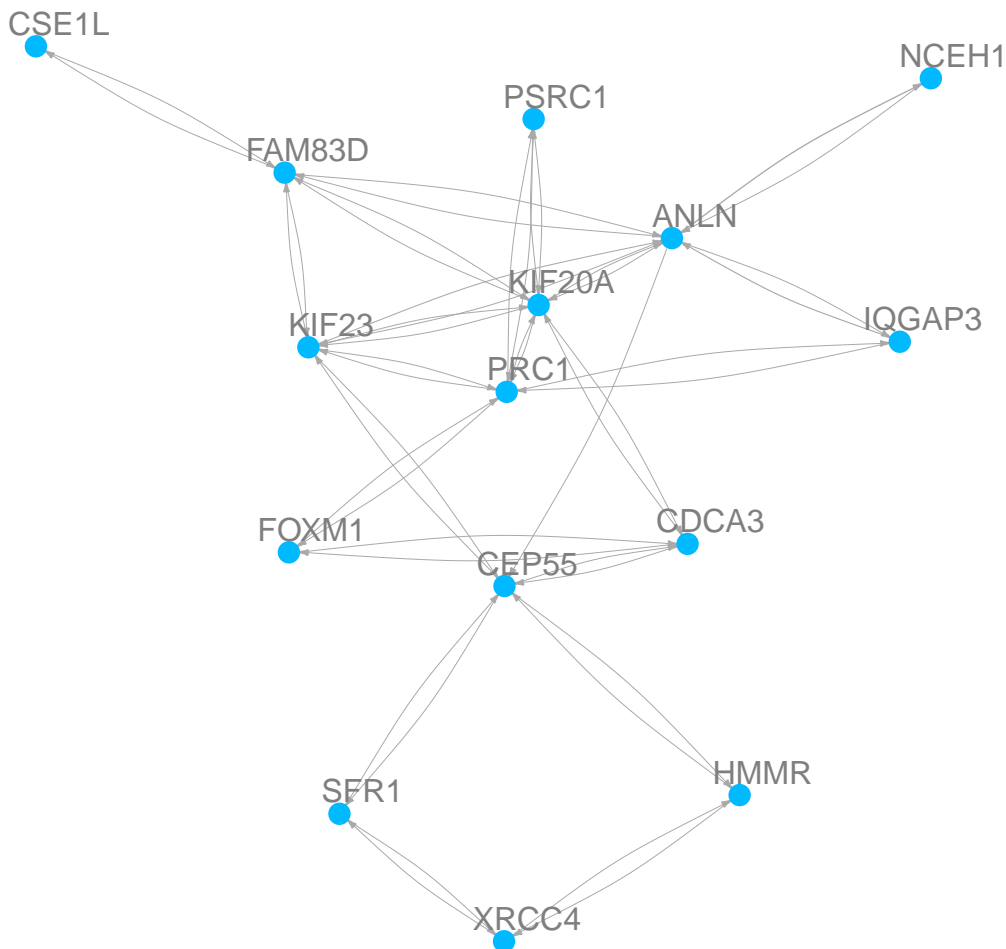 CSE1L
NCEH1
PSRC1
FAM83D
ANLN
KIF20A
KIF23
IQGAP3
PRC1
FOXM1
CDCA3
CEP55
SFR1
HMMR
XRCC4